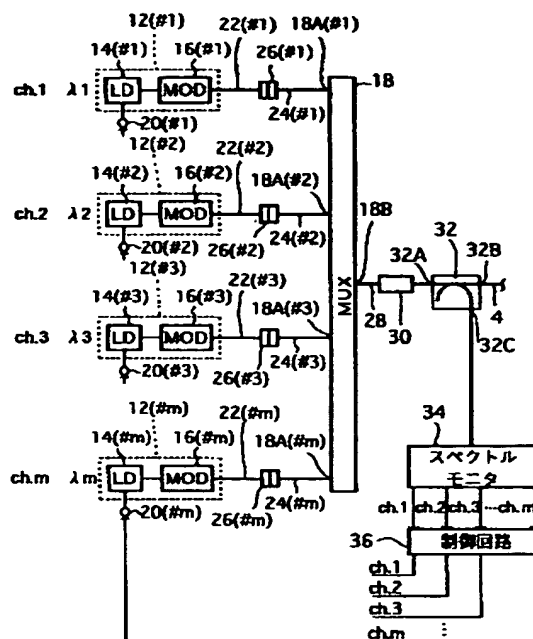 12(#1) 22(#1) 18A(#1)
14(#1) 16(#1) 26(#1) 18
ch.1 λ1 LD MOD
20(#1) 24(#1)
12(#2) 22(#2)
14(#2) 16(#2) 18A(#2)
ch.2 λ2 LD MOD
20(#2) 26(#2) 24(#2)
12(#3) 22(#3)
14(#3) 16(#3) 18A(#3)
ch.3 λ3 LD MOD
20(#3) 26(#3) 24(#3)
12(#m) 22(#m)
14(#m) 16(#m) 18A(#m)
ch.m λm LD MOD
20(#m) 26(#m) 24(#m)
MUX
18B 32A 32 32B
28 30 32C 4
34
スペクトル
モニタ
ch.1 ch.2 ch.3 …ch.m
36 制御回路
ch.1
ch.2
ch.3
ch.m